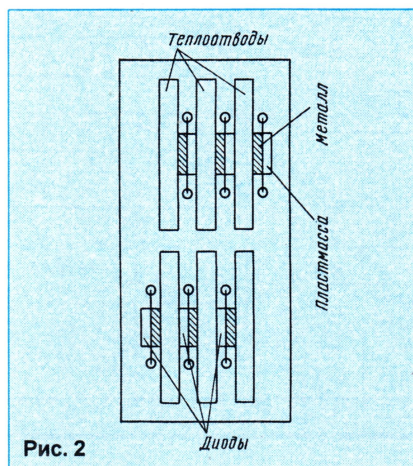 Теплоотводы
металл
пластмасса
Диоды
Рис. 2